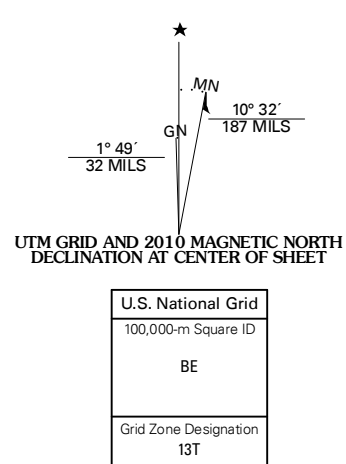 MN
GN
10° 32´
187 MILS
1° 49´
32 MILS
UTM GRID AND 2010 MAGNETIC NORTH
DECLINATION AT CENTER OF SHEET
U.S. National Grid
100,000-m Square ID
BE
Grid Zone Designation
13T